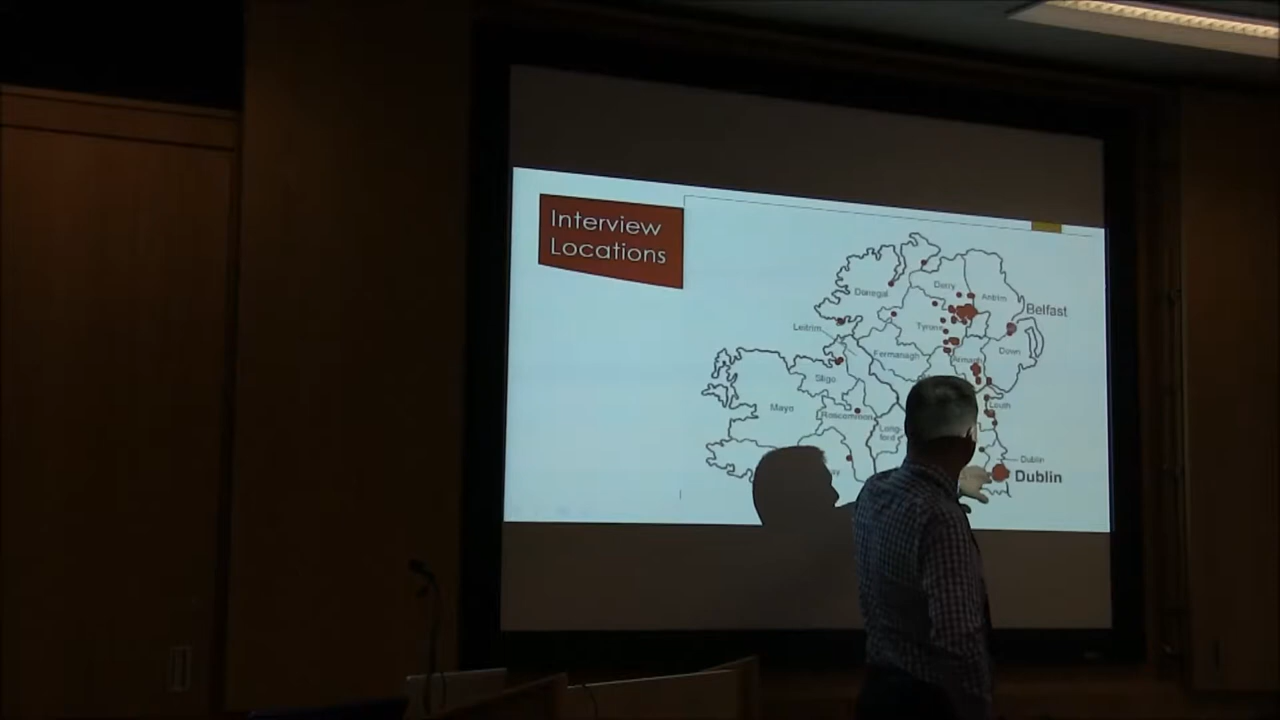 Interview
Locations
Derry
Antrim
Donegal
Belfast
Leitrim
Tyrone
Down
Fermanagh
Armagh
Sligo
Mayo
Louth
Roscommon
Long-
ford
Dublin
Dublin